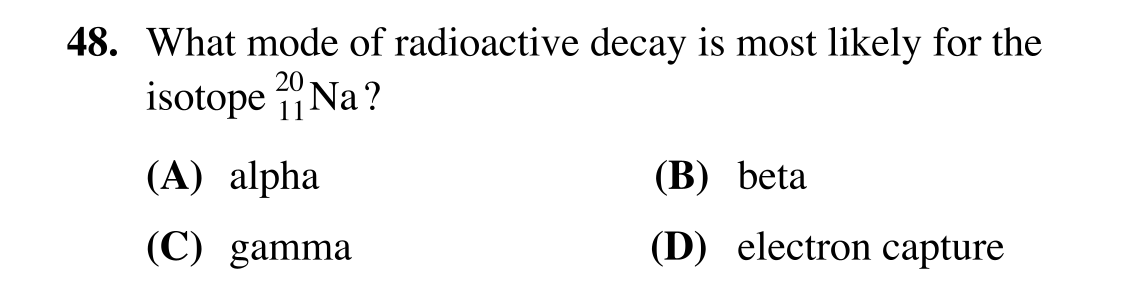 48. What mode of radioactive decay is most likely for the
isotope ²⁰₁₁Na?
(A) alpha (B) beta
(C) gamma (D) electron capture